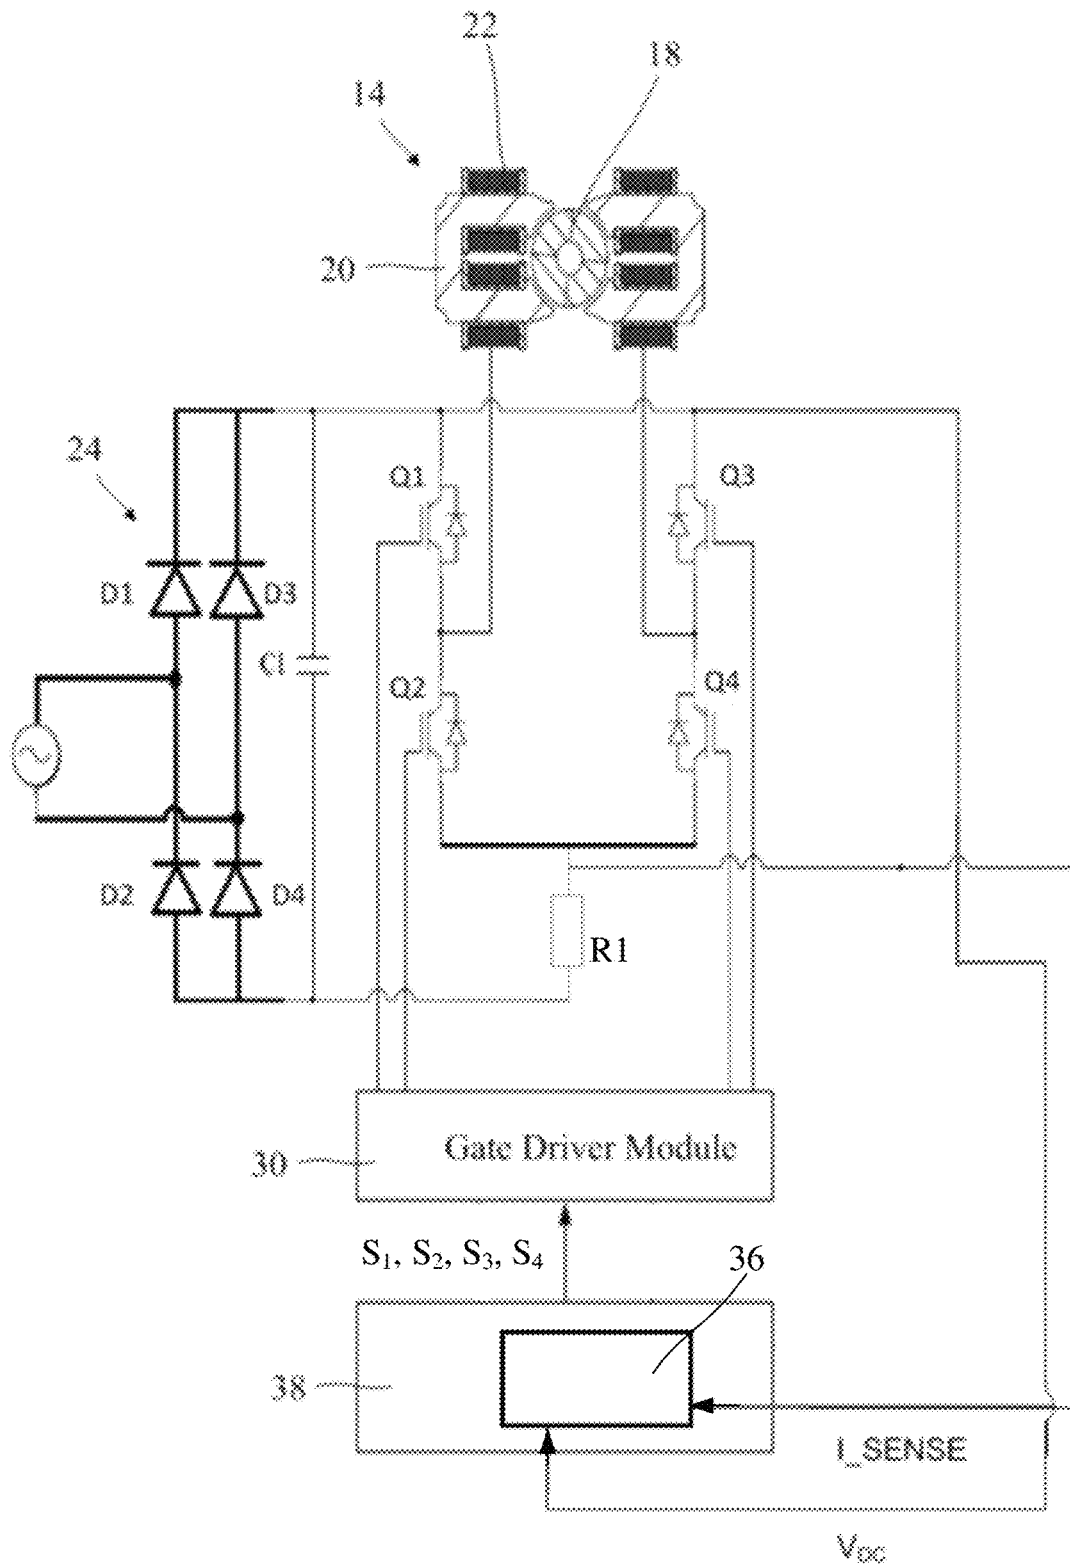 22
18
14
20
24
Q1
Q3
D1
D3
C1
Q2
Q4
D2
D4
R1
30
Gate Driver Module
S1, S2, S3, S4
36
38
I_SENSE
VDC